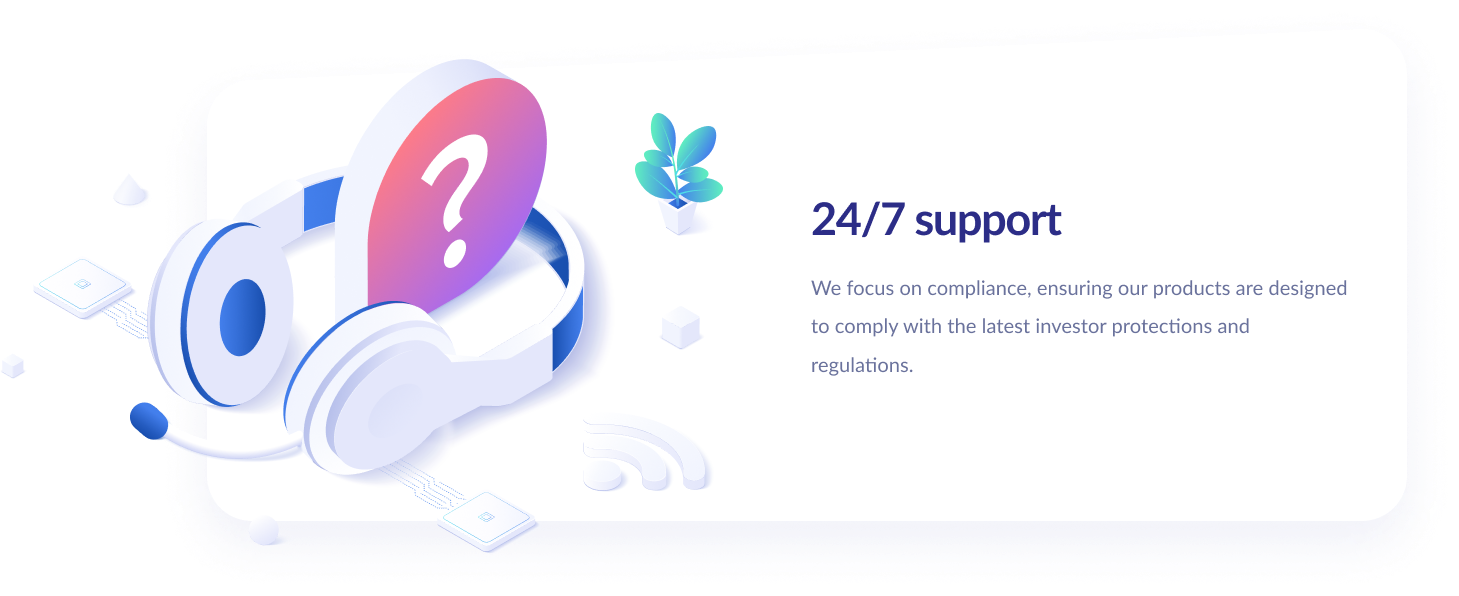 ?
24/7 support
We focus on compliance, ensuring our products are designed
to comply with the latest investor protections and
regulations.